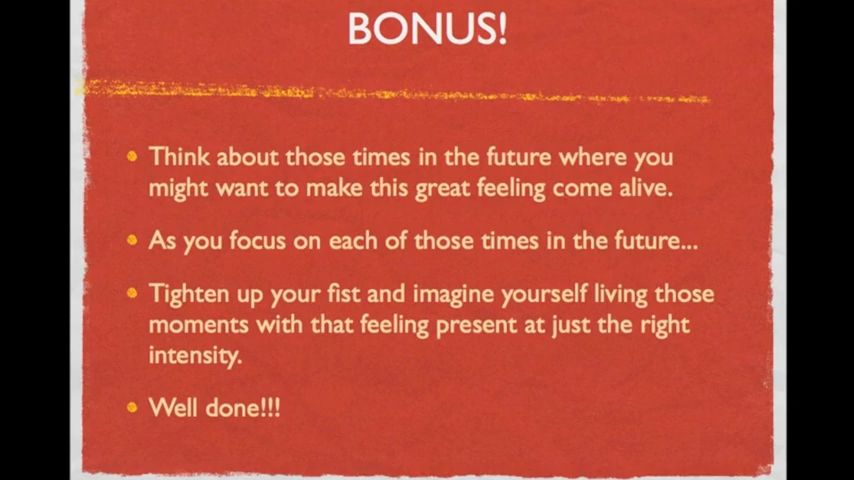 BONUS!
Think about those times in the future where you
might want to make this great feeling come alive.
As you focus on each of those times in the future...
Tighten up your fist and imagine yourself living those
moments with that feeling present at just the right
intensity.
Well done!!!